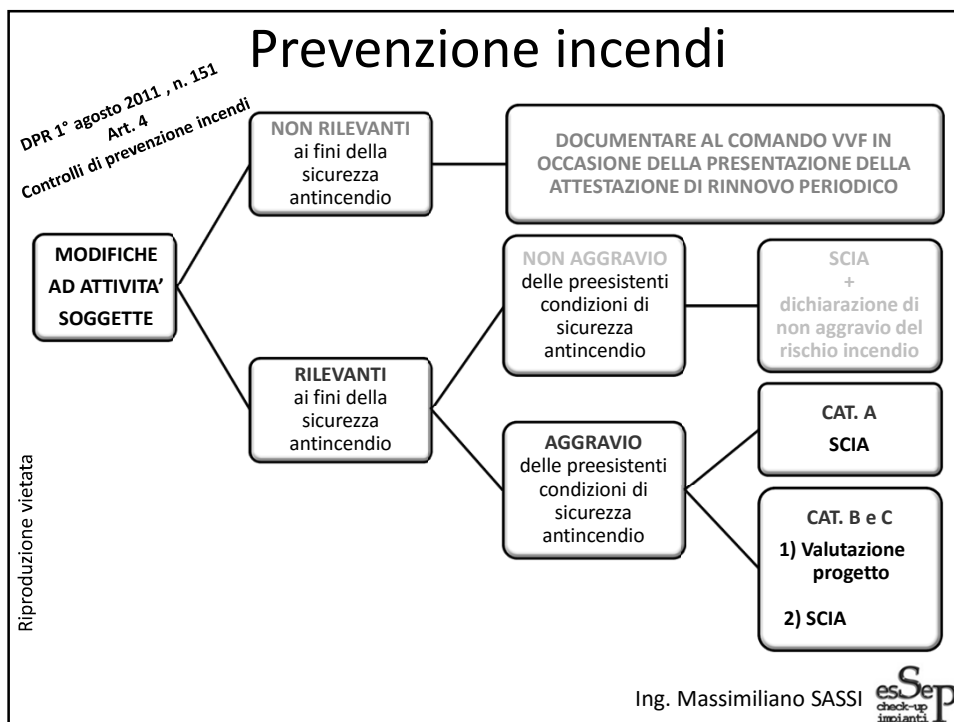 Prevenzione incendi
DPR 1° agosto 2011 , n. 151
Art. 4
Controlli di prevenzione incendi
MODIFICHE
AD ATTIVITA’
SOGGETTE
NON RILEVANTI
ai fini della
sicurezza
antincendio
DOCUMENTARE AL COMANDO VVF IN
OCCASIONE DELLA PRESENTAZIONE DELLA
ATTESTAZIONE DI RINNOVO PERIODICO
RILEVANTI
ai fini della
sicurezza
antincendio
NON AGGRAVIO
delle preesistenti
condizioni di
sicurezza
antincendio
SCIA
+
dichiarazione di
non aggravio del
rischio incendio
AGGRAVIO
delle preesistenti
condizioni di
sicurezza
antincendio
CAT. A
SCIA
CAT. B e C
1) Valutazione
progetto
2) SCIA
Riproduzione vietata
Ing. Massimiliano SASSI
esSep
check-up
impianti